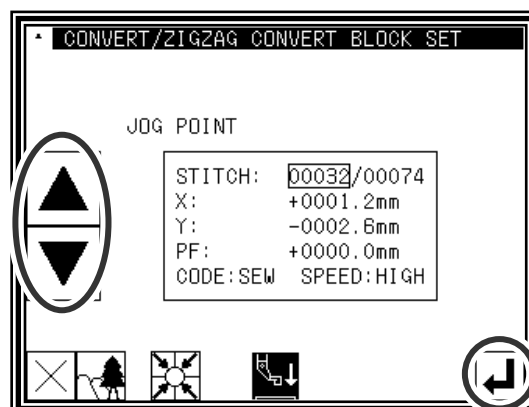 CONVERT/ZIGZAG CONVERT BLOCK SET
JOG POINT
STITCH: 00032/00074
X: +0001.2mm
Y: -0002.6mm
PF: +0000.0mm
CODE:SEW SPEED:HIGH